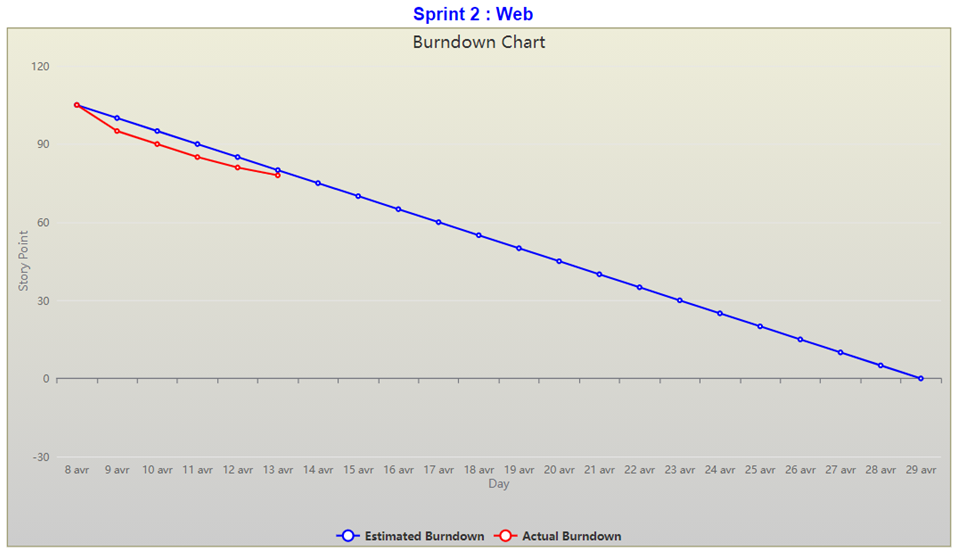 Sprint 2 : Web
Burndown Chart
120
90
60
30
0
-30
Story Point
8 avr 9 avr 10 avr 11 avr 12 avr 13 avr 14 avr 15 avr 16 avr 17 avr 18 avr 19 avr 20 avr 21 avr 22 avr 23 avr 24 avr 25 avr 26 avr 27 avr 28 avr 29 avr
Day
Estimated Burndown Actual Burndown